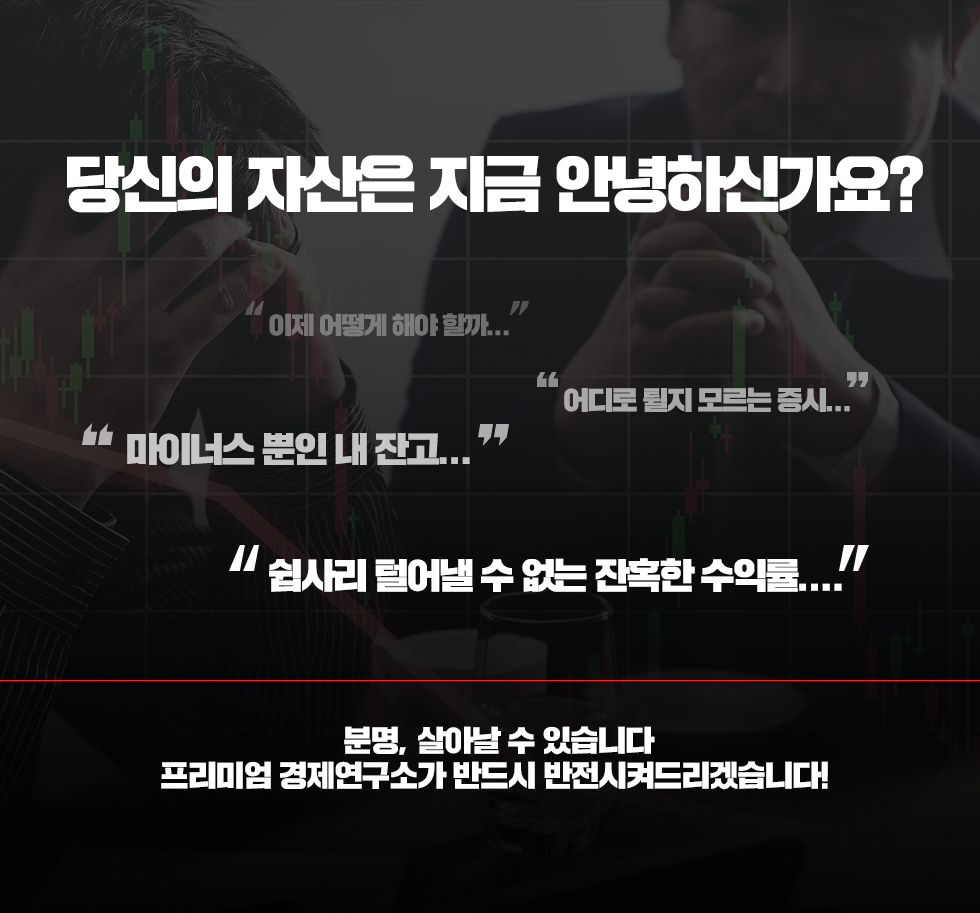 당신의 자산은 지금 안녕하신가요?
“ 이제 어떻게 해야 할까...”
“ 어디로 튈지 모르는 증시...”
“ 마이너스 뿐인 내 잔고... ”
“ 쉽사리 털어낼 수 없는 잔혹한 수익률....”
분명, 살아날 수 있습니다
프리미엄 경제연구소가 반드시 반전시켜드리겠습니다!